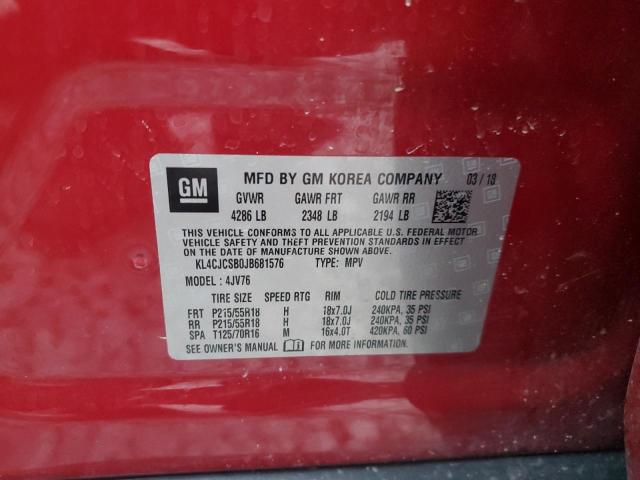 GM MFD BY GM KOREA COMPANY 03/18
GVWR GAWR FRT GAWR RR
4286 LB 2348 LB 2194 LB
THIS VEHICLE CONFORMS TO ALL APPLICABLE U.S. FEDERAL MOTOR
VEHICLE SAFETY AND THEFT PREVENTION STANDARDS IN EFFECT
ON THE DATE OF MANUFACTURE SHOWN ABOVE.
KL4CJCSB0JB681576 TYPE: MPV
MODEL: 4JV76
TIRE SIZE SPEED RTG RIM COLD TIRE PRESSURE
FRT P215/55R18 H 18x7.0J 240KPA, 35 PSI
RR P215/55R18 H 18x7.0J 240KPA, 35 PSI
SPA T125/70R16 M 16x4.0T 420KPA, 60 PSI
SEE OWNER'S MANUAL FOR MORE INFORMATION.